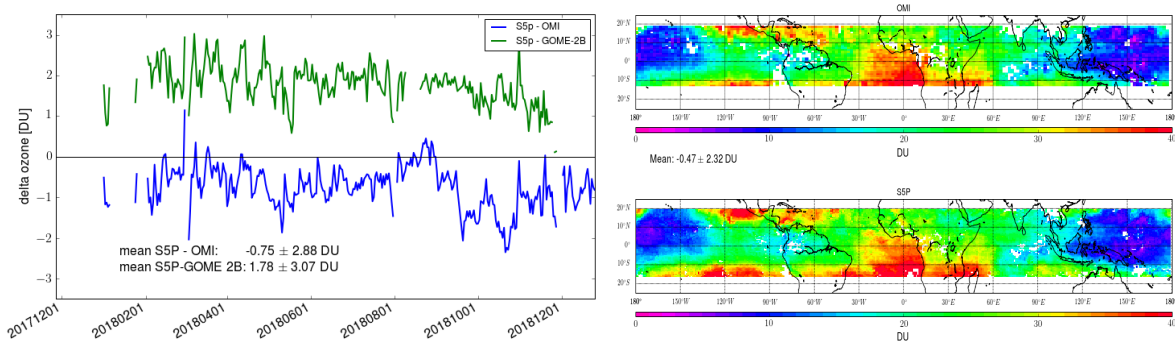 S5p - OMI
S5p - GOME-2B
delta ozone [DU]
3
2
1
0
−1
−2
−3
mean S5P - OMI: -0.75 ± 2.88 DU
mean S5P-GOME 2B: 1.78 ± 3.07 DU
20171201
20180201
20180401
20180601
20180801
20181001
20181201
OMI
20°N
10°N
0°
10°S
20°S
180° 150°W 120°W 90°W 60°W 30°W 0° 30°E 60°E 90°E 120°E 150°E 180°
0 10 20 30 40
DU
Mean: -0.47 ± 2.32 DU
S5P
20°N
10°N
0°
10°S
20°S
180° 150°W 120°W 90°W 60°W 30°W 0° 30°E 60°E 90°E 120°E 150°E 180°
0 10 20 30 40
DU